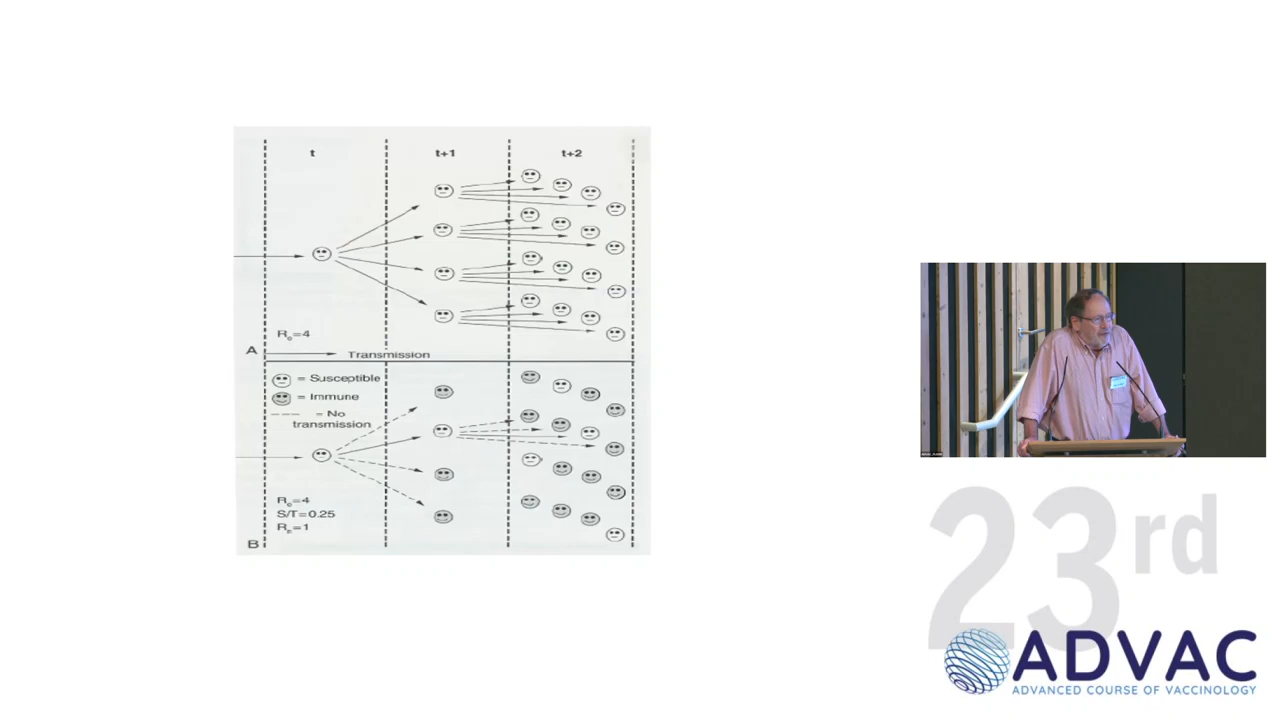 t
t+1
t+2
R₀=4
A
Transmission
= Susceptible
= Immune
= No
transmission
R₀=4
S/T=0.25
Rₙ=1
B
23rd
ADVAC
ADVANCED COURSE OF VACCINOLOGY